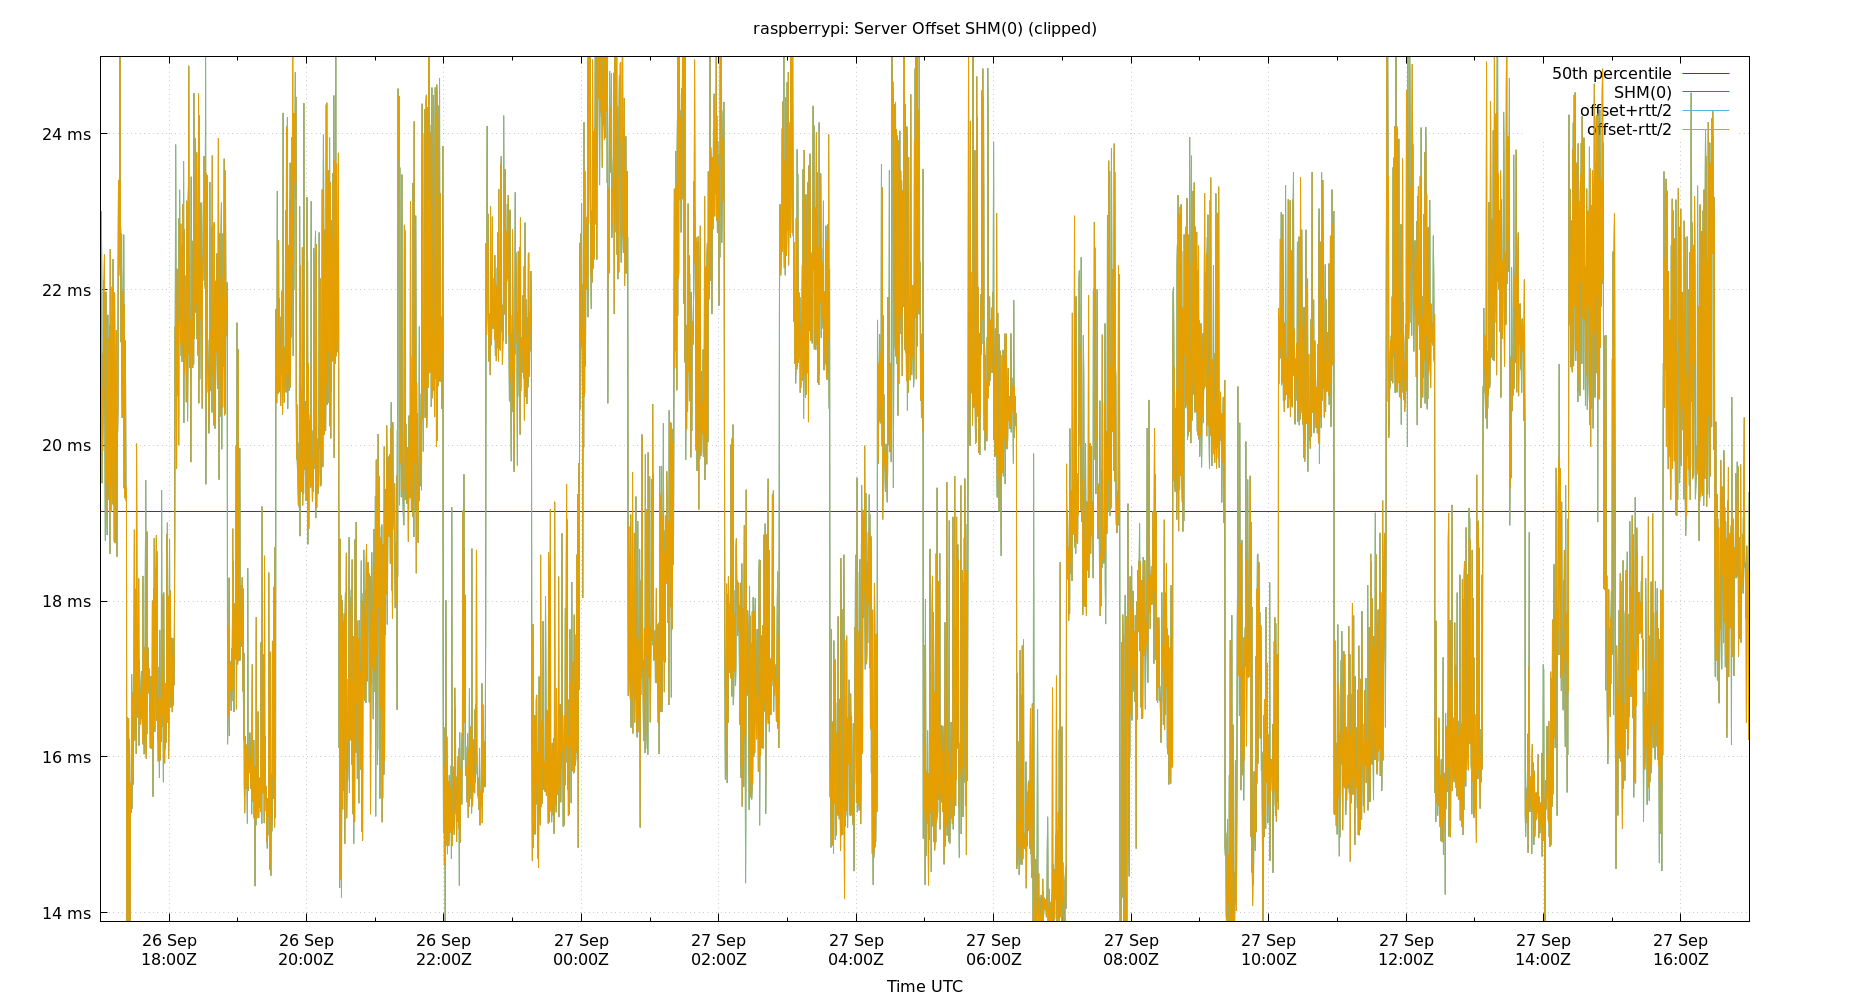 raspberrypi: Server Offset SHM(0) (clipped)
50th percentile
SHM(0)
offset+rtt/2
offset-rtt/2
24 ms
22 ms
20 ms
18 ms
16 ms
14 ms
26 Sep 26 Sep 26 Sep 27 Sep 27 Sep 27 Sep 27 Sep 27 Sep 27 Sep 27 Sep 27 Sep 27 Sep
18:00Z 20:00Z 22:00Z 00:00Z 02:00Z 04:00Z 06:00Z 08:00Z 10:00Z 12:00Z 14:00Z 16:00Z
Time UTC